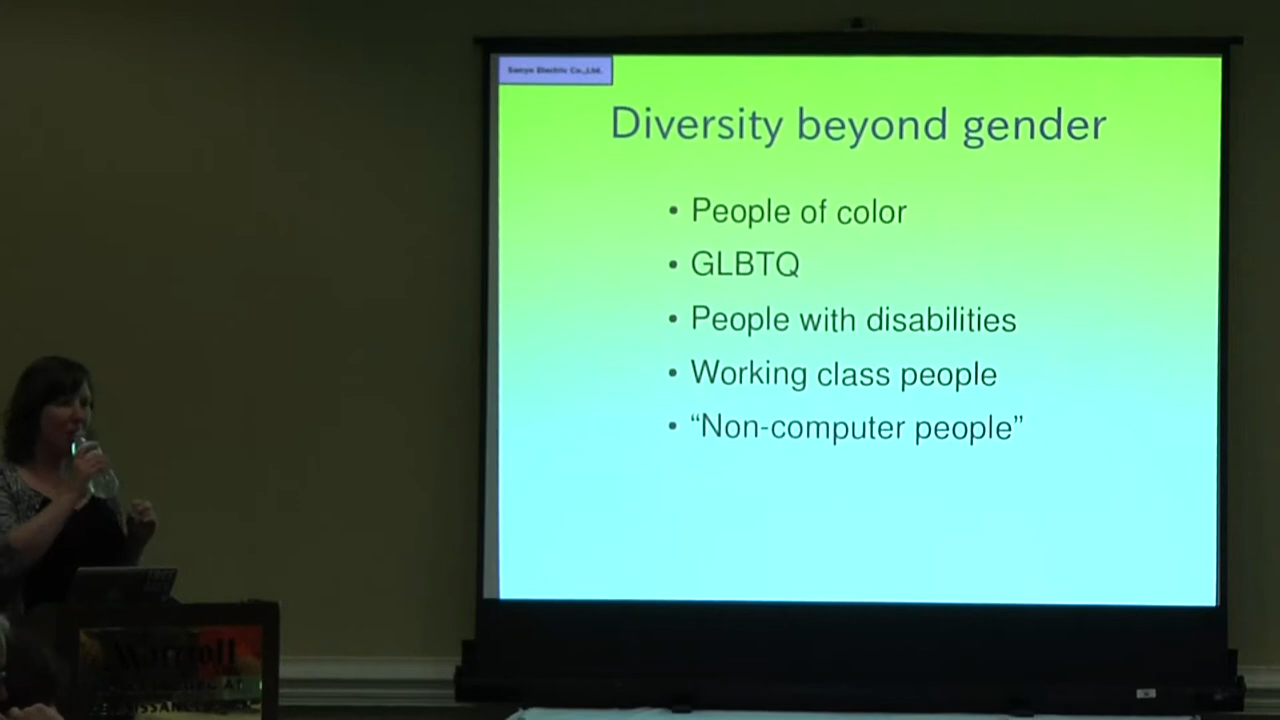 Sanyo Electric Co.,Ltd.
Diversity beyond gender
• People of color
• GLBTQ
• People with disabilities
• Working class people
• “Non-computer people”
Marriott